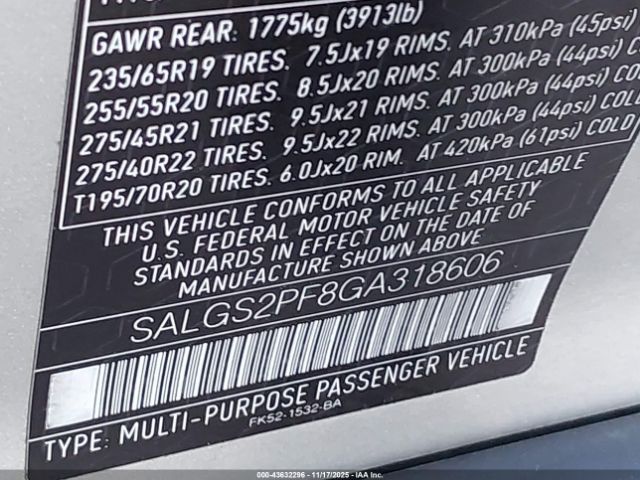 GAWR REAR: 1775kg (3913lb)
235/65R19 TIRES. 7.5Jx19 RIMS. AT 310kPa (45psi)
255/55R20 TIRES. 8.5Jx20 RIMS. AT 300kPa (44psi)
275/45R21 TIRES. 9.5Jx21 RIMS. AT 300kPa (44psi) COLD
275/40R22 TIRES. 9.5Jx22 RIMS. AT 300kPa (44psi) COLD
T195/70R20 TIRES. 6.0Jx20 RIM. AT 420kPa (61psi) COLD
THIS VEHICLE CONFORMS TO ALL APPLICABLE
U.S. FEDERAL MOTOR VEHICLE SAFETY
STANDARDS IN EFFECT ON THE DATE OF
MANUFACTURE SHOWN ABOVE
SALGS2PF8GA318606
TYPE: MULTI-PURPOSE PASSENGER VEHICLE
FK52-1532-BA
000-43632296 - 11/17/2025 - IAA, Inc.